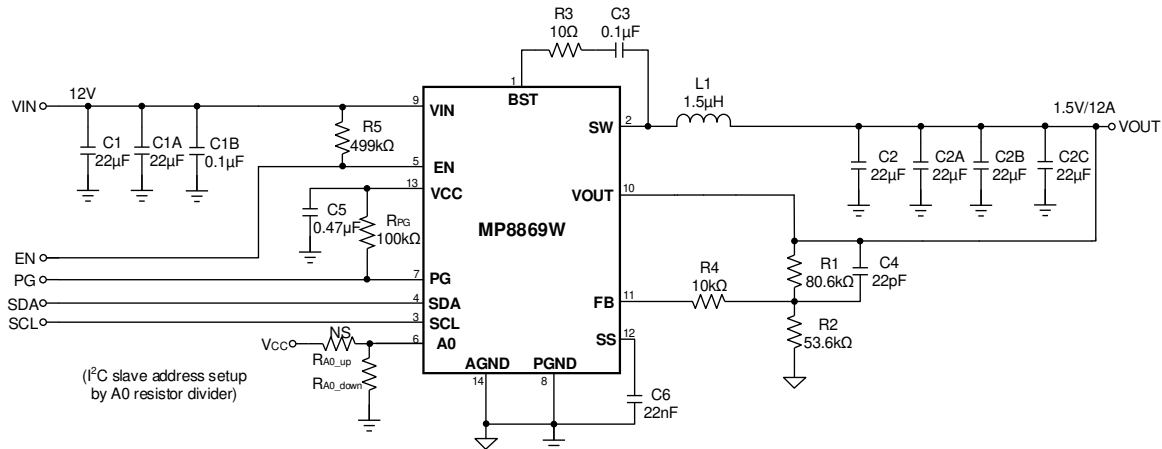 R3
10Ω
C3
0.1µF
1
BST
VIN
12V
9
VIN
L1
1.5µH
1.5V/12A
VOUT
SW
2
C1
22µF
C1A
22µF
C1B
0.1µF
R5
499kΩ
5
EN
13
VCC
C2
22µF
C2A
22µF
C2B
22µF
C2C
22µF
VOUT
10
C5
0.47µF
RPG
100kΩ
MP8869W
EN
PG
7
PG
R4
10kΩ
R1
80.6kΩ
C4
22pF
SDA
4
SDA
FB
11
SCL
3
SCL
R2
53.6kΩ
SS
12
VCC
NS
6
A0
RA0_up
RA0_down
AGND
14
PGND
8
C6
22nF
(I²C slave address setup
by A0 resistor divider)